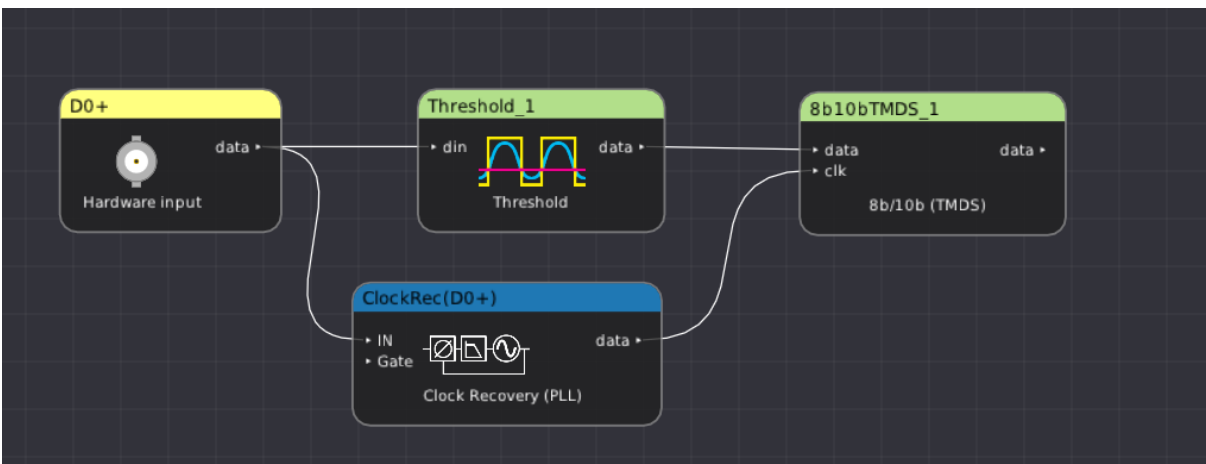 D0+
data
Hardware input
Threshold_1
din
data
Threshold
8b10bTMDS_1
data
data
clk
8b/10b (TMDS)
ClockRec(D0+)
IN
data
Gate
Clock Recovery (PLL)